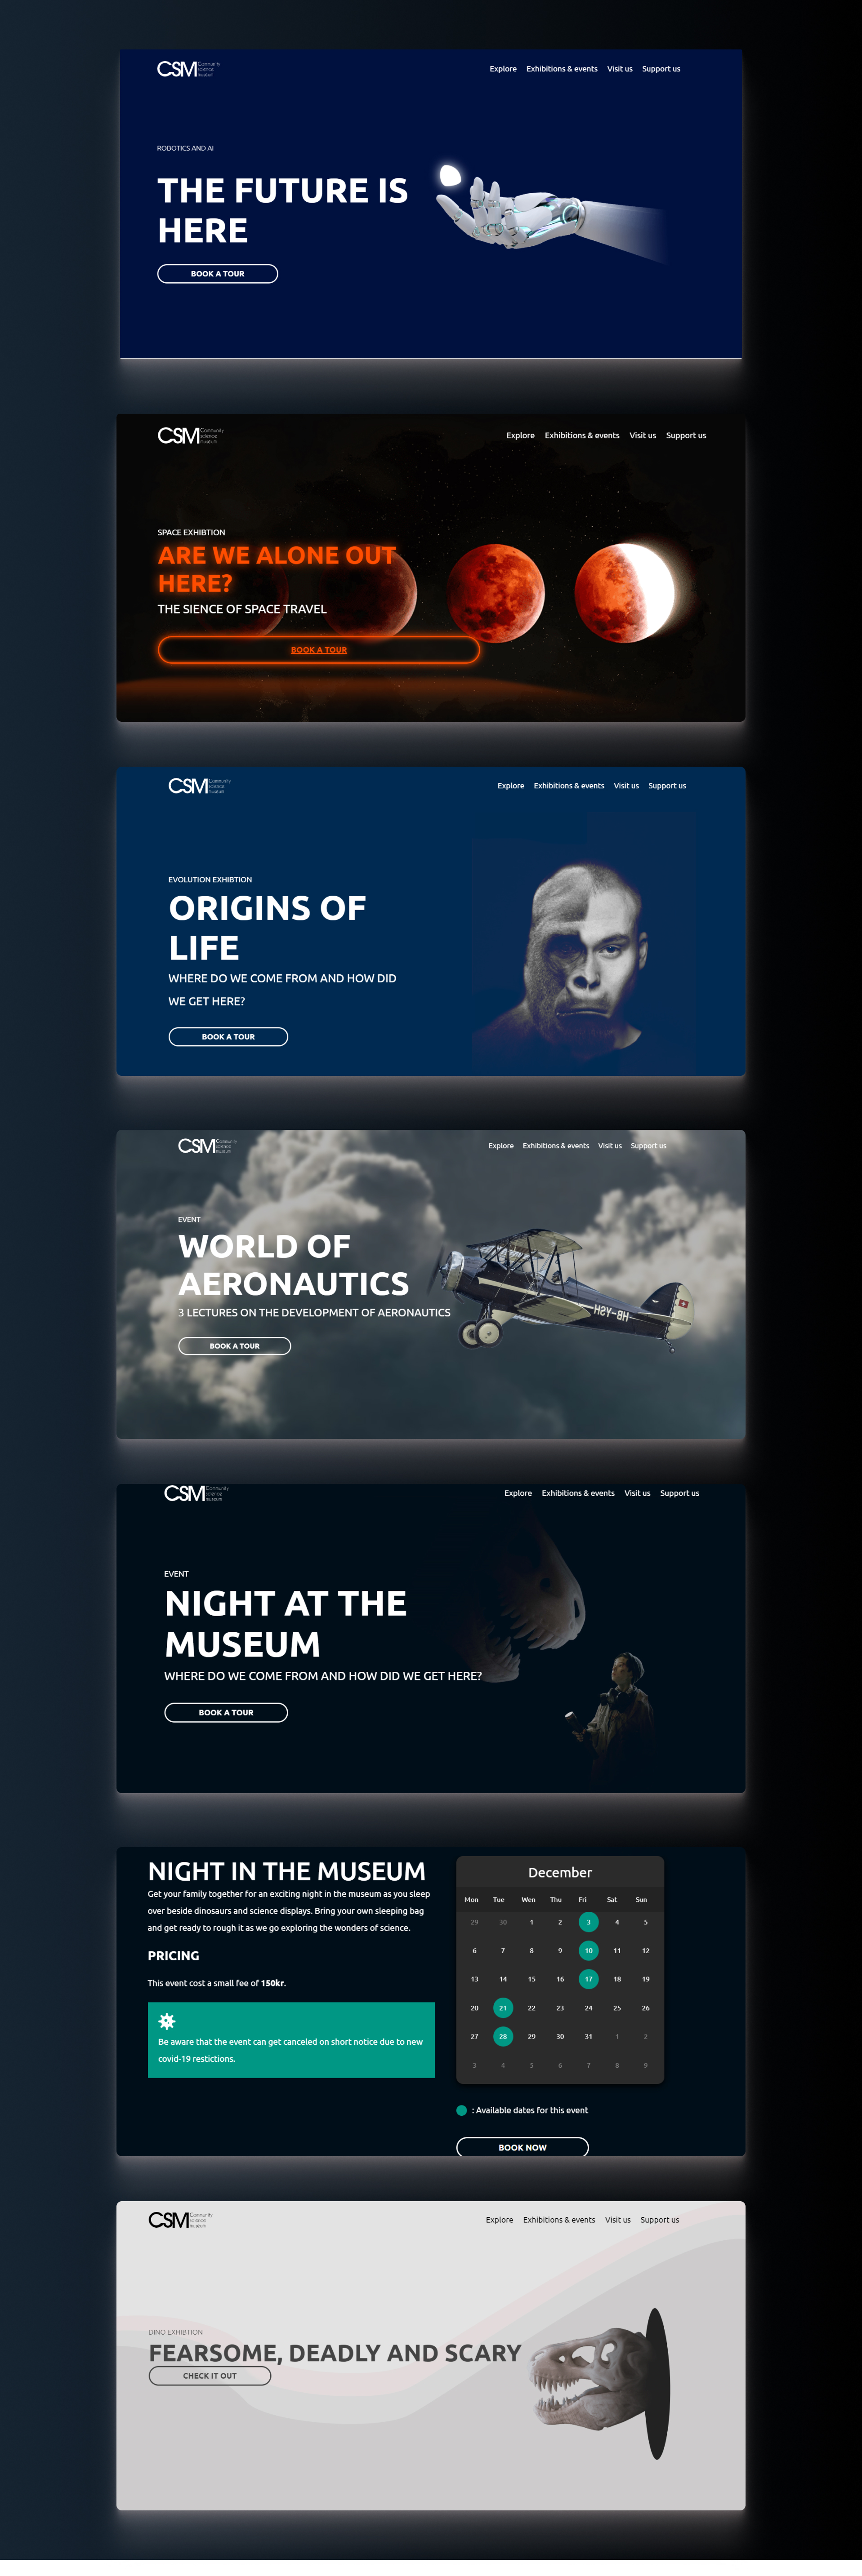 CSM Community
science
museum
Explore Exhibitions & events Visit us Support us
ROBOTICS AND AI
THE FUTURE IS
HERE
BOOK A TOUR
CSM Community
science
museum
Explore Exhibitions & events Visit us Support us
SPACE EXHIBTION
ARE WE ALONE OUT
HERE?
THE SIENCE OF SPACE TRAVEL
BOOK A TOUR
CSM Community
science
museum
Explore Exhibitions & events Visit us Support us
EVOLUTION EXHIBTION
ORIGINS OF
LIFE
WHERE DO WE COME FROM AND HOW DID
WE GET HERE?
BOOK A TOUR
CSM Community
science
museum
Explore Exhibitions & events Visit us Support us
EVENT
WORLD OF
AERONAUTICS
3 LECTURES ON THE DEVELOPMENT OF AERONAUTICS
HB-YSH
BOOK A TOUR
CSM Community
science
museum
Explore Exhibitions & events Visit us Support us
EVENT
NIGHT AT THE
MUSEUM
WHERE DO WE COME FROM AND HOW DID WE GET HERE?
BOOK A TOUR
NIGHT IN THE MUSEUM
Get your family together for an exciting night in the museum as you sleep
over beside dinosaurs and science displays. Bring your own sleeping bag
and get ready to rough it as we go exploring the wonders of science.
PRICING
This event cost a small fee of 150kr.
Be aware that the event can get canceled on short notice due to new
covid-19 restictions.
December
Mon Tue Wen Thu Fri Sat Sun
29 30 1 2 3 4 5
6 7 8 9 10 11 12
13 14 15 16 17 18 19
20 21 22 23 24 25 26
27 28 29 30 31 1 2
3 4 5 6 7 8 9
: Available dates for this event
BOOK NOW
CSM Community
science
museum
Explore Exhibitions & events Visit us Support us
DINO EXHIBTION
FEARSOME, DEADLY AND SCARY
CHECK IT OUT